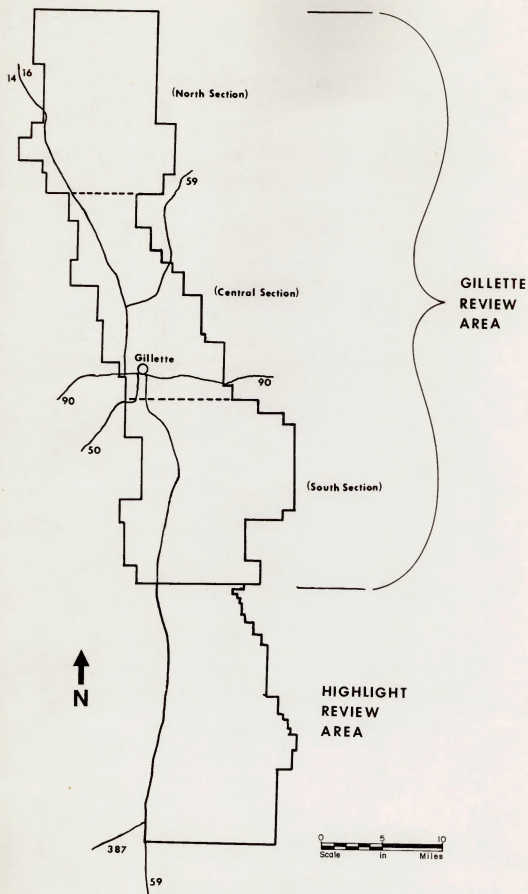 14
16
(North Section)
59
(Central Section)
GILLETTE
REVIEW
AREA
Gillette
90
90
50
(South Section)
N
HIGHLIGHT
REVIEW
AREA
0 5 10
Scale in Miles
387
59